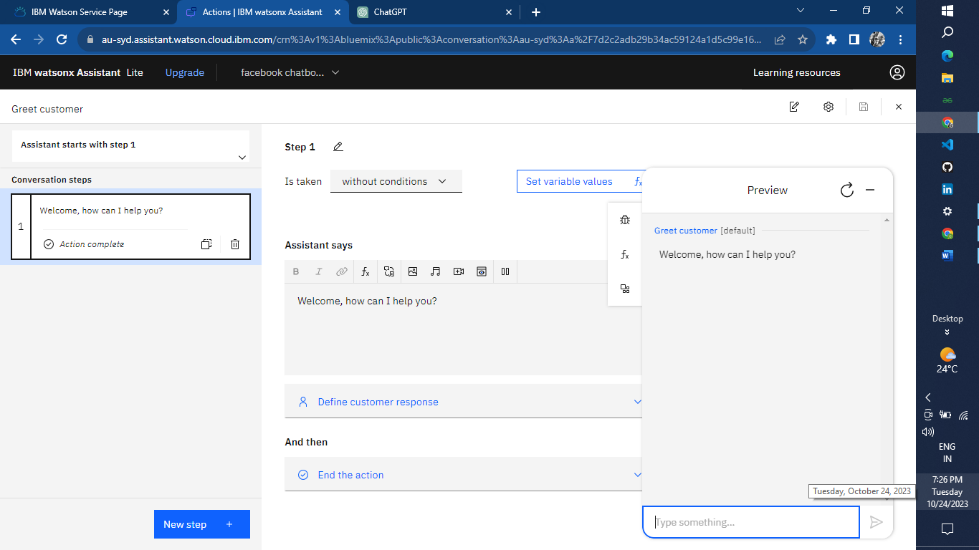 IBM Watson Service Page
Actions | IBM watsonx Assistant
ChatGPT
au-syd.assistant.watson.cloud.ibm.com/crn%3Av1%3Abluemix%3Apublic%3Aconversation%3Aau-syd%3Aa%2F7d2c2adb29b34ac59124a1d5c99e16...
IBM watsonx Assistant Lite
Upgrade
facebook chatbo...
Learning resources
Greet customer
Assistant starts with step 1
Conversation steps
1
Welcome, how can I help you?
Action complete
New step +
Step 1
Is taken
without conditions
Set variable values
Assistant says
B I
Welcome, how can I help you?
Define customer response
And then
End the action
Preview
Greet customer [default]
Welcome, how can I help you?
Tuesday, October 24, 2023
Type something...
Desktop
24°C
ENG
IN
7:26 PM
Tuesday
10/24/2023